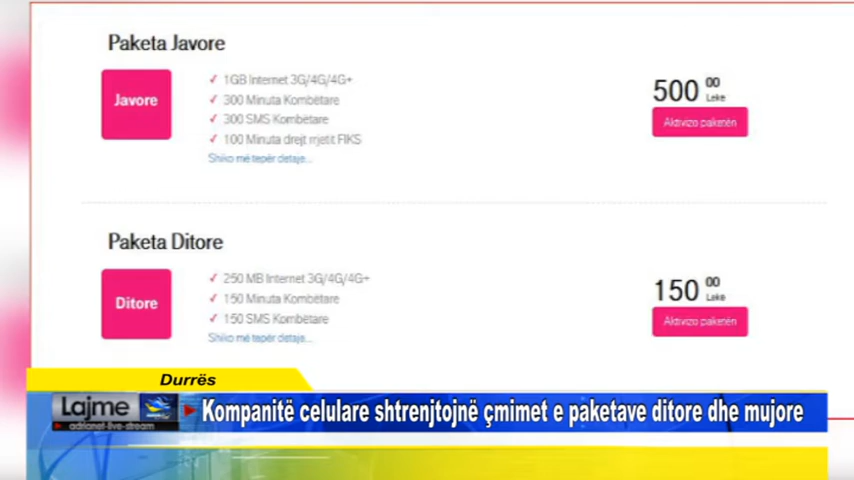 Paketa Javore
Javore
✓ 1GB Internet 3G/4G/4G+
✓ 300 Minuta Kombëtare
✓ 300 SMS Kombëtare
✓ 100 Minuta drejt rrjetit FIKS
Shiko më tepër detaje...
500 00 Leke
Aktivizo paketën
Paketa Ditore
Ditore
✓ 250 MB Internet 3G/4G/4G+
✓ 150 Minuta Kombëtare
✓ 150 SMS Kombëtare
Shiko më tepër detaje...
150 00 Leke
Aktivizo paketën
Durrës
Lajme
adrianet-live-stream
Kompanitë celulare shtrenjtojnë çmimet e paketave ditore dhe mujore